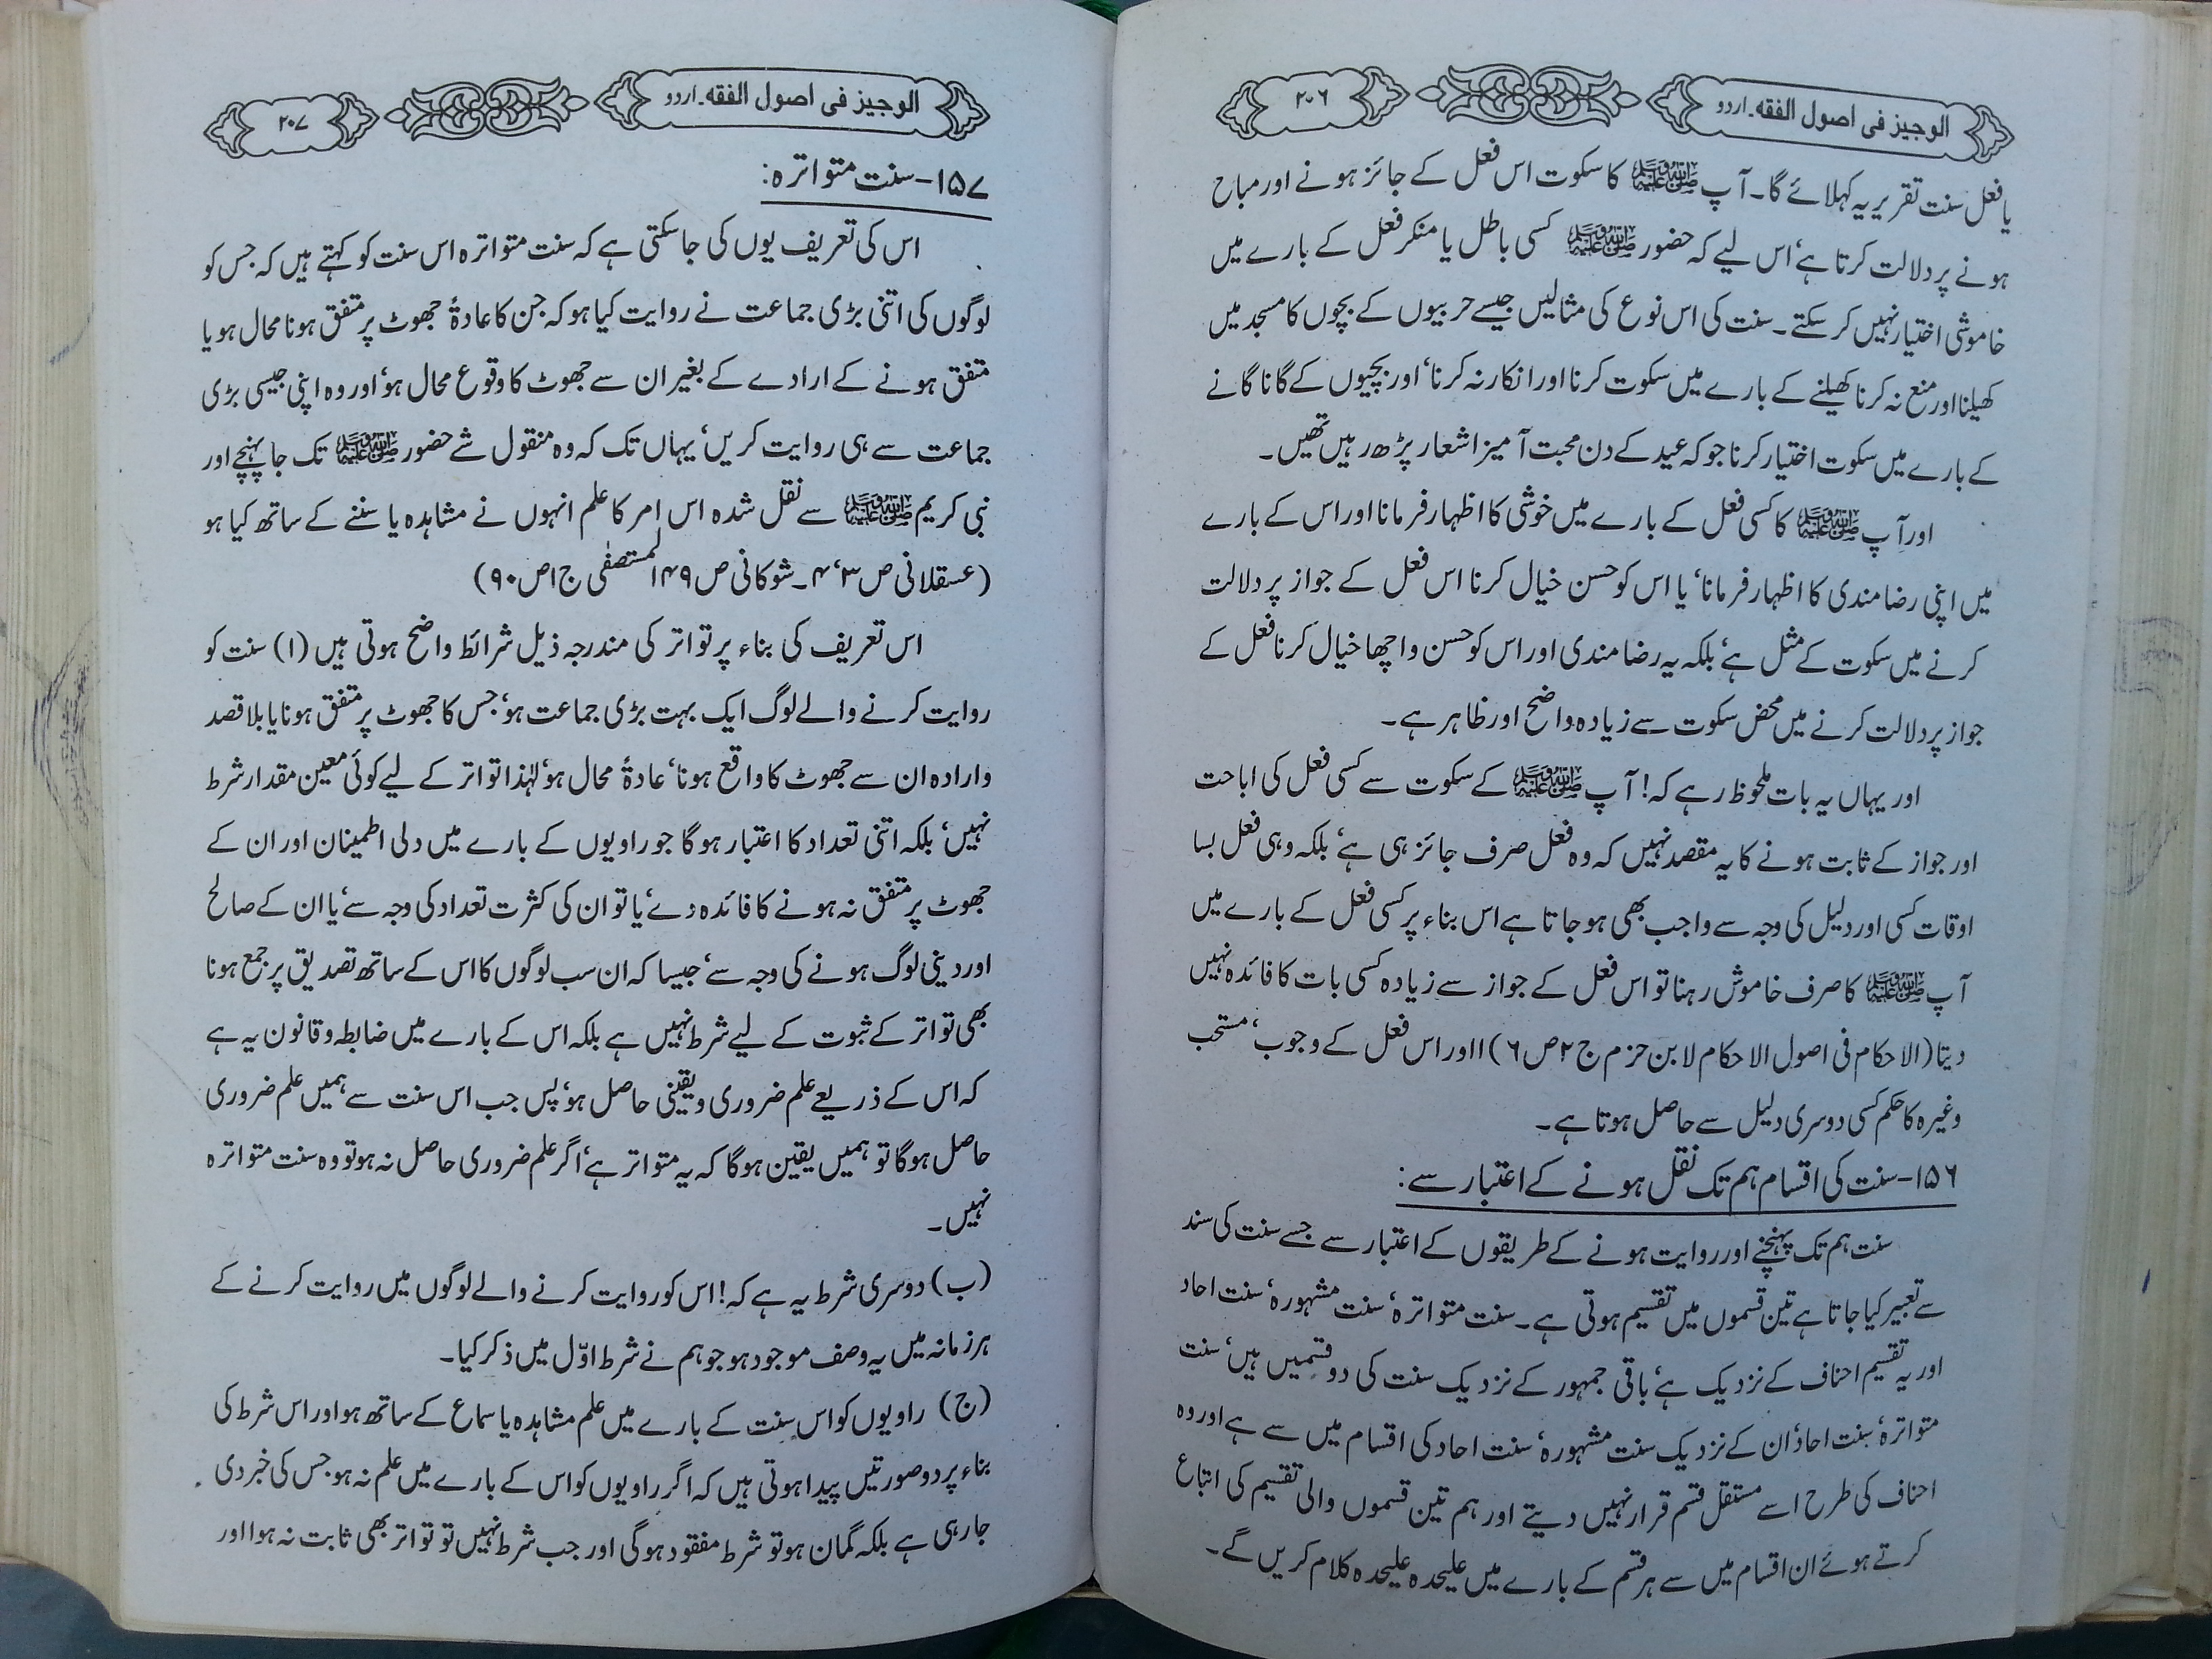 الوجیز فی اصول الفقہ۔اردو
۲۰۶
یا فعل سنت تقریریہ کہلائے گا۔ آپ ﷺ کا سکوت اس فعل کے جائز ہونے اور مباح
ہونے پر دلالت کرتا ہے‘ اس لیے کہ حضور ﷺ کسی باطل یا منکر فعل کے بارے میں
خاموشی اختیار نہیں کر سکتے۔ سنت کی اس نوع کی مثالیں جیسے حربیوں کے بچوں کا مسجد میں
کھیلنا اور منع نہ کرنا کھیلنے کے بارے میں سکوت کرنا اور انکار نہ کرنا‘ اور بچیوں کے گانا گانے
کے بارے میں سکوت اختیار کرنا جو کہ عید کے دن محبت آمیز اشعار پڑھ رہیں تھیں۔
اور آپ ﷺ کا کسی فعل کے بارے میں خوشی کا اظہار فرمانا اور اس کے بارے
میں اپنی رضامندی کا اظہار فرمانا‘ یا اس کو حسن خیال کرنا اس فعل کے جواز پر دلالت
کرنے میں سکوت کے مثل ہے‘ بلکہ یہ رضامندی اور اس کو حسن و اچھا خیال کرنا فعل کے
جواز پر دلالت کرنے میں محض سکوت سے زیادہ واضح اور ظاہر ہے۔
اور یہاں یہ بات ملحوظ رہے کہ! آپ ﷺ کے سکوت سے کسی فعل کی اباحت
اور جواز کے ثابت ہونے کا یہ مقصد نہیں کہ وہ فعل صرف جائز ہی ہے‘ بلکہ وہی فعل بسا
اوقات کسی اور دلیل کی وجہ سے واجب بھی ہو جاتا ہے اس بناء پر کسی فعل کے بارے میں
آپ ﷺ کا صرف خاموش رہنا تو اس فعل کے جواز سے زیادہ کسی بات کا فائدہ نہیں
دیتا (الاحکام فی اصول الاحکام لابن حزم ج ۲ ص ۶) ااور اس فعل کے وجوب‘ مستحب
وغیرہ کا حکم کسی دوسری دلیل سے حاصل ہوتا ہے۔
۱۵۶-سنت کی اقسام ہم تک نقل ہونے کے اعتبار سے:
سنت ہم تک پہنچنے اور روایت ہونے کے طریقوں کے اعتبار سے جسے سنت کی سند
سے تعبیر کیا جاتا ہے تین قسموں میں تقسیم ہوتی ہے۔ سنت متواترہ‘ سنت مشہورہ‘ سنت احاد
اور یہ تقسیم احناف کے نزدیک ہے‘ باقی جمہور کے نزدیک سنت کی دو قسمیں ہیں‘ سنت
متواترہ‘ سنت احاد‘ ان کے نزدیک سنت مشہورہ‘ سنت احاد کی اقسام میں سے ہے اور وہ
احناف کی طرح اسے مستقل قسم قرار نہیں دیتے اور ہم تین قسموں والی تقسیم کی اتباع
کرتے ہوئے ان اقسام میں سے ہر قسم کے بارے میں علیحدہ علیحدہ کلام کریں گے۔
الوجیز فی اصول الفقہ۔اردو
۲۰۷
۱۵۷-سنت متواترہ:
اس کی تعریف یوں کی جا سکتی ہے کہ سنت متواترہ اس سنت کو کہتے ہیں کہ جس کو
لوگوں کی اتنی بڑی جماعت نے روایت کیا ہو کہ جن کا عادۃً جھوٹ پر متفق ہونا محال ہو یا
متفق ہونے کے ارادے کے بغیر ان سے جھوٹ کا وقوع محال ہو‘ اور وہ اپنی جیسی بڑی
جماعت سے ہی روایت کریں‘ یہاں تک کہ وہ منقول شے حضور ﷺ تک جا پہنچے اور
نبی کریم ﷺ سے نقل شدہ اس امر کا علم انہوں نے مشاہدہ یا سننے کے ساتھ کیا ہو
(عسقلانی ص ۳‘۴۔ شوکانی ص ۱۴۹ المستصفٰی ج ۱ ص ۹۰)
اس تعریف کی بناء پر تواتر کی مندرجہ ذیل شرائط واضح ہوتی ہیں (ا) سنت کو
روایت کرنے والے لوگ ایک بہت بڑی جماعت ہو‘ جس کا جھوٹ پر متفق ہونا یا بلا قصد
وارادہ ان سے جھوٹ کا واقع ہونا‘ عادۃً محال ہو‘ لہٰذا تواتر کے لیے کوئی معین مقدار شرط
نہیں‘ بلکہ اتنی تعداد کا اعتبار ہوگا جو راویوں کے بارے میں دلی اطمینان اور ان کے
جھوٹ پر متفق نہ ہونے کا فائدہ دے‘ یا تو ان کی کثرت تعداد کی وجہ سے‘ یا ان کے صالح
اور دینی لوگ ہونے کی وجہ سے‘ جیسا کہ ان سب لوگوں کا اس کے ساتھ تصدیق پر جمع ہونا
بھی تواتر کے ثبوت کے لیے شرط نہیں ہے بلکہ اس کے بارے میں ضابطہ وقانون یہ ہے
کہ اس کے ذریعے علم ضروری ویقینی حاصل ہو‘ پس جب اس سنت سے ہمیں علم ضروری
حاصل ہوگا تو ہمیں یقین ہوگا کہ یہ متواتر ہے‘ اگر علم ضروری حاصل نہ ہو تو وہ سنت متواترہ
نہیں۔
(ب) دوسری شرط یہ ہے کہ! اس کو روایت کرنے والے لوگوں میں روایت کرنے کے
ہر زمانہ میں یہ وصف موجود ہو جو ہم نے شرط اوّل میں ذکر کیا۔
(ج) راویوں کو اس سنت کے بارے میں علم مشاہدہ یا سماع کے ساتھ ہو اور اس شرط کی
بناء پر دو صورتیں پیدا ہوتی ہیں کہ اگر راویوں کو اس کے بارے میں علم نہ ہو جس کی خبر دی
جا رہی ہے بلکہ گمان ہو تو شرط مفقود ہوگی اور جب شرط نہیں تو تواتر بھی ثابت نہ ہوا اور